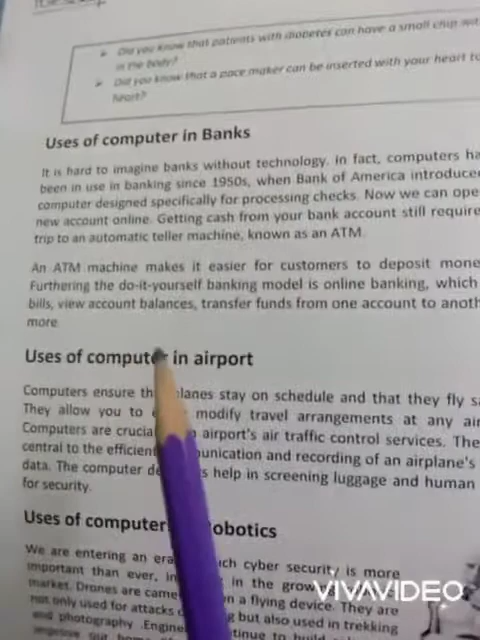 Did you know that patients with diabetes can have a small chip
in the body?
Did you know that a pace maker can be inserted with your heart to
heart?
Uses of computer in Banks
It is hard to imagine banks without technology. In fact, computers ha
been in use in banking since 1950s, when Bank of America introduce
computer designed specifically for processing checks. Now we can ope
new account online. Getting cash from your bank account still require
trip to an automatic teller machine, known as an ATM.
An ATM machine makes it easier for customers to deposit mone
Furthering the do-it-yourself banking model is online banking, which
bills, view account balances, transfer funds from one account to anoth
more.
Uses of computer in airport
Computers ensure tha lanes stay on schedule and that they fly sa
They allow you to modify travel arrangements at any air
Computers are crucia airport's air traffic control services. The
central to the efficient unication and recording of an airplane's
data. The computer de s help in screening luggage and human
for security.
Uses of computer obotics
We are entering an era ich cyber security is more
important than ever, in in the grow
market. Drones are came n a flying device. They are
not only used for attacks g but also used in trekking
and photography .Engine tinue to build
improve our
VIVAVIDEO